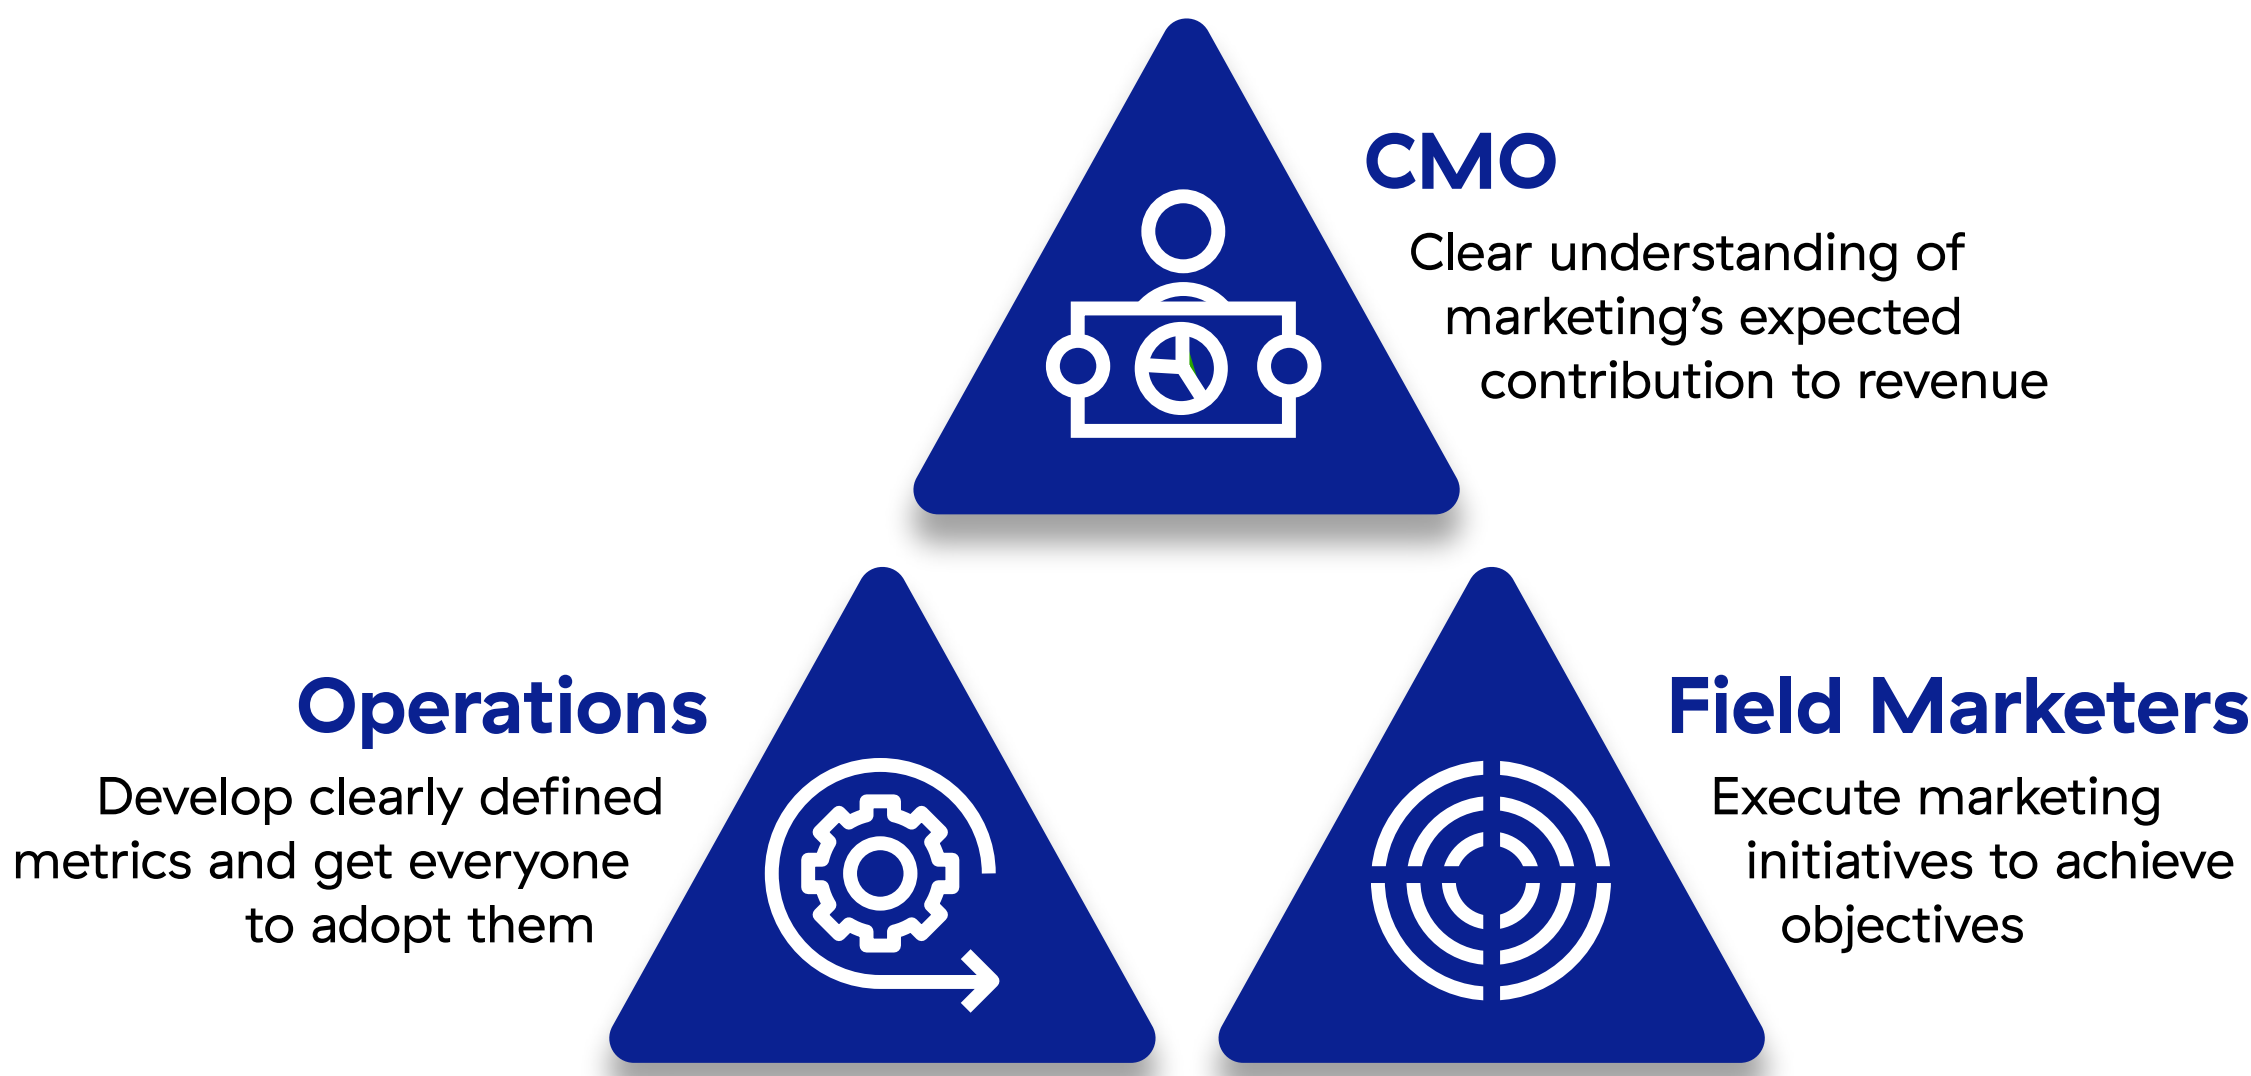 CMO
Clear understanding of
marketing’s expected
contribution to revenue
Operations
Develop clearly defined
metrics and get everyone
to adopt them
Field Marketers
Execute marketing
initiatives to achieve
objectives